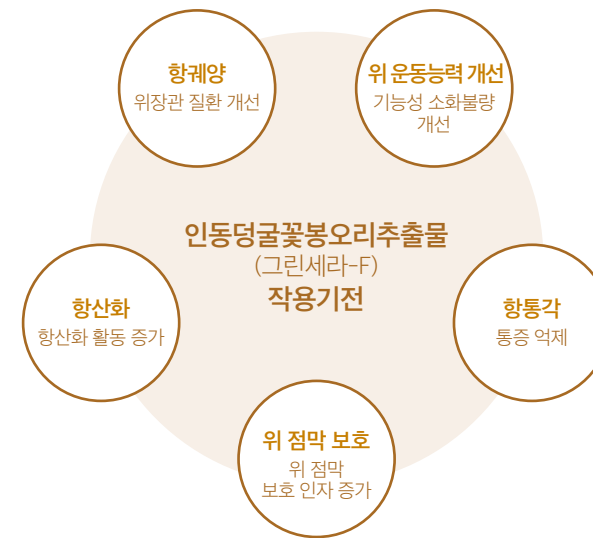 항궤양
위장관 질환 개선
위 운동능력 개선
기능성 소화불량
개선
인동덩굴꽃봉오리추출물
(그린세라-F)
작용기전
항산화
항산화 활동 증가
항통각
통증 억제
위 점막 보호
위 점막
보호 인자 증가